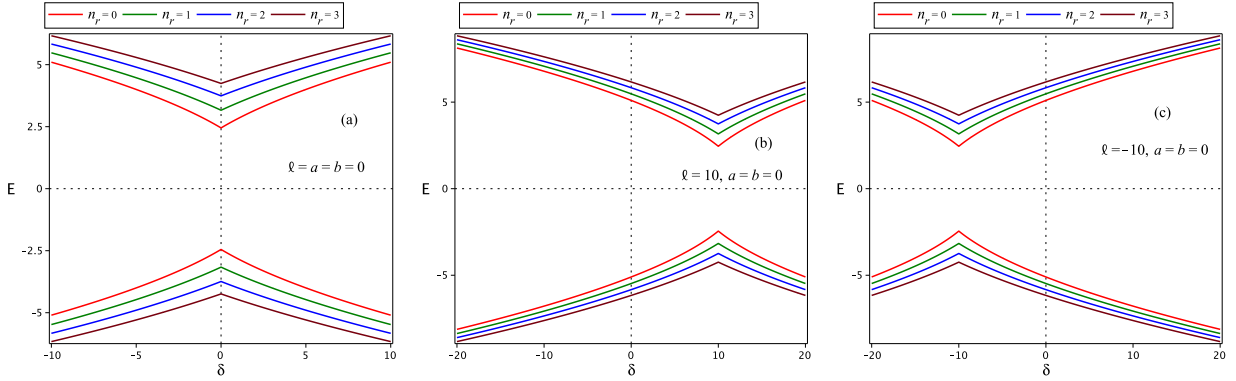 n_r = 0 n_r = 1 n_r = 2 n_r = 3
(a)
ℓ = a = b = 0
E
5
2.5
0
−2.5
−5
−10 −5 0 5 10
δ
n_r = 0 n_r = 1 n_r = 2 n_r = 3
(b)
ℓ = 10, a = b = 0
E
5
0
−5
−20 −10 0 10 20
δ
n_r = 0 n_r = 1 n_r = 2 n_r = 3
(c)
ℓ = −10, a = b = 0
E
5
0
−5
−20 −10 0 10 20
δ